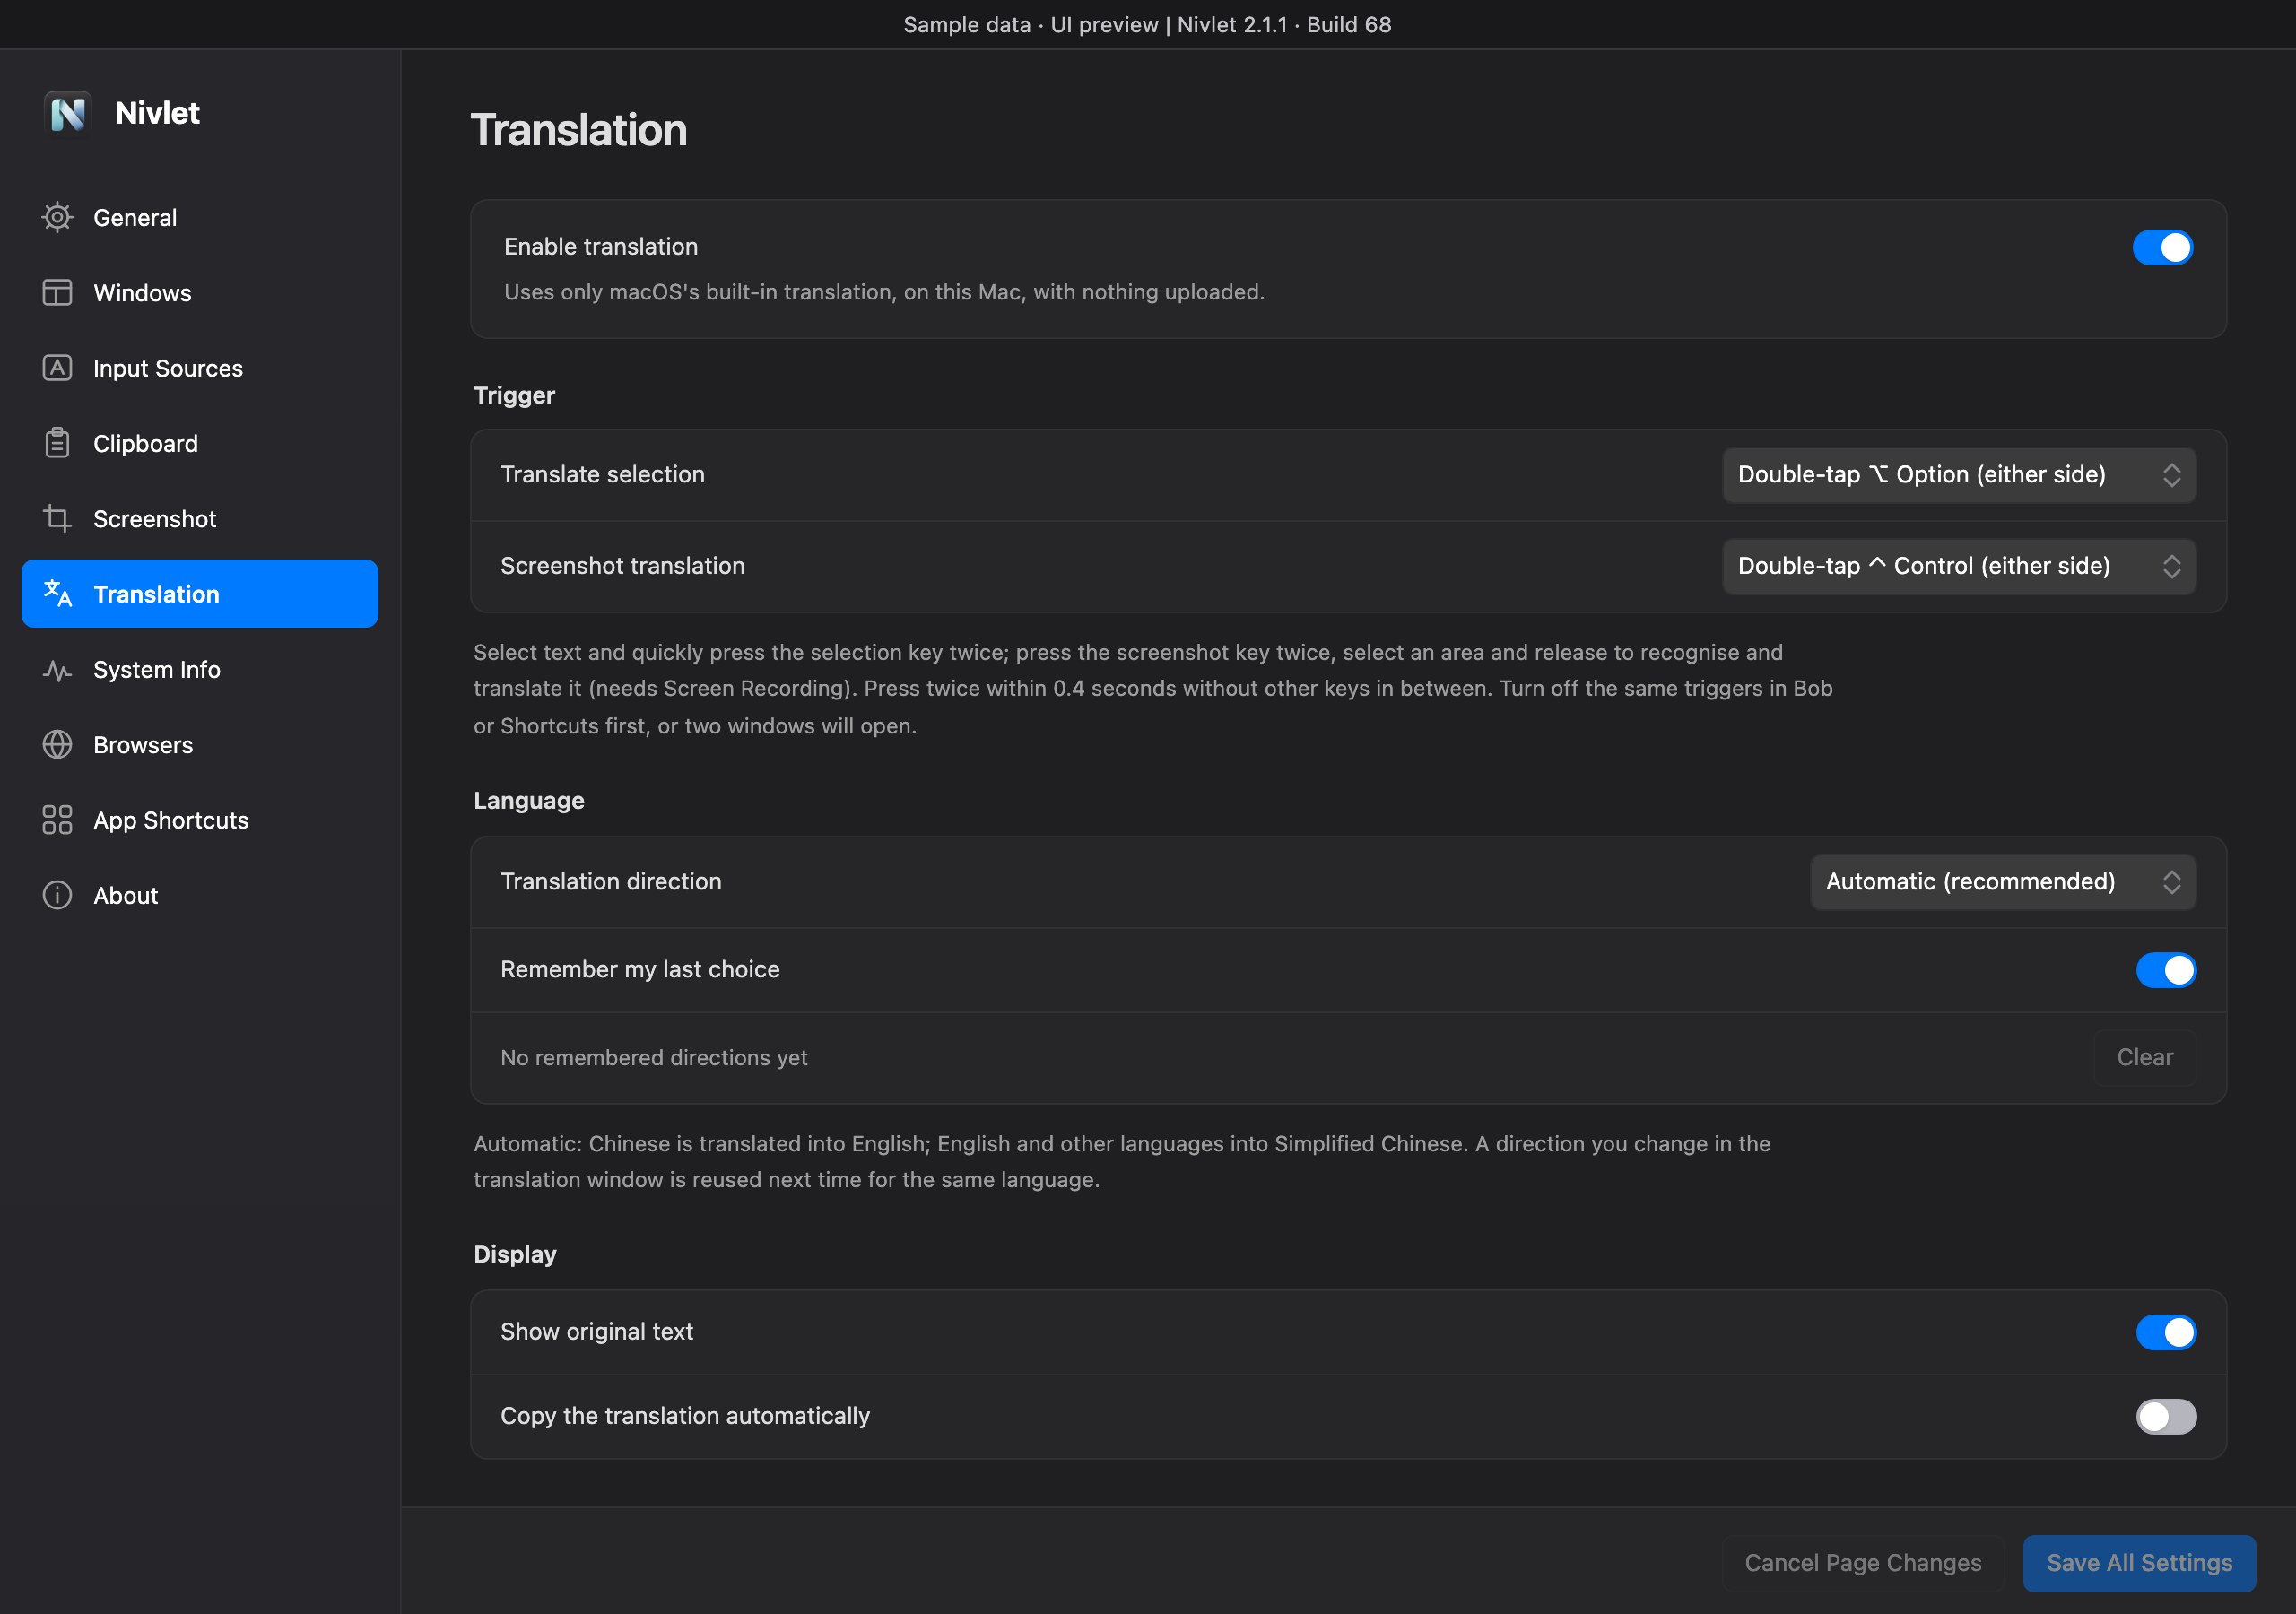 Sample data · UI preview | Nivlet 2.1.1 · Build 68
Nivlet
General
Windows
Input Sources
Clipboard
Screenshot
Translation
System Info
Browsers
App Shortcuts
About
Translation
Enable translation
Uses only macOS's built-in translation, on this Mac, with nothing uploaded.
Trigger
Translate selection
Double-tap ⌥ Option (either side)
Screenshot translation
Double-tap ⌃ Control (either side)
Select text and quickly press the selection key twice; press the screenshot key twice, select an area and release to recognise and
translate it (needs Screen Recording). Press twice within 0.4 seconds without other keys in between. Turn off the same triggers in Bob
or Shortcuts first, or two windows will open.
Language
Translation direction
Automatic (recommended)
Remember my last choice
No remembered directions yet
Clear
Automatic: Chinese is translated into English; English and other languages into Simplified Chinese. A direction you change in the
translation window is reused next time for the same language.
Display
Show original text
Copy the translation automatically
Cancel Page Changes
Save All Settings